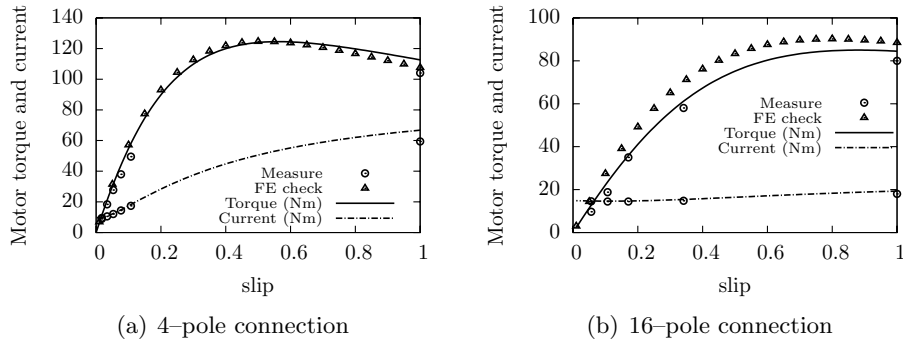 Motor torque and current
140
120
100
80
60
40
20
0
0
0.2
0.4
0.6
0.8
1
slip
Measure
FE check
Torque (Nm)
Current (Nm)
(a) 4–pole connection
Motor torque and current
100
80
60
40
20
0
0
0.2
0.4
0.6
0.8
1
slip
Measure
FE check
Torque (Nm)
Current (Nm)
(b) 16–pole connection